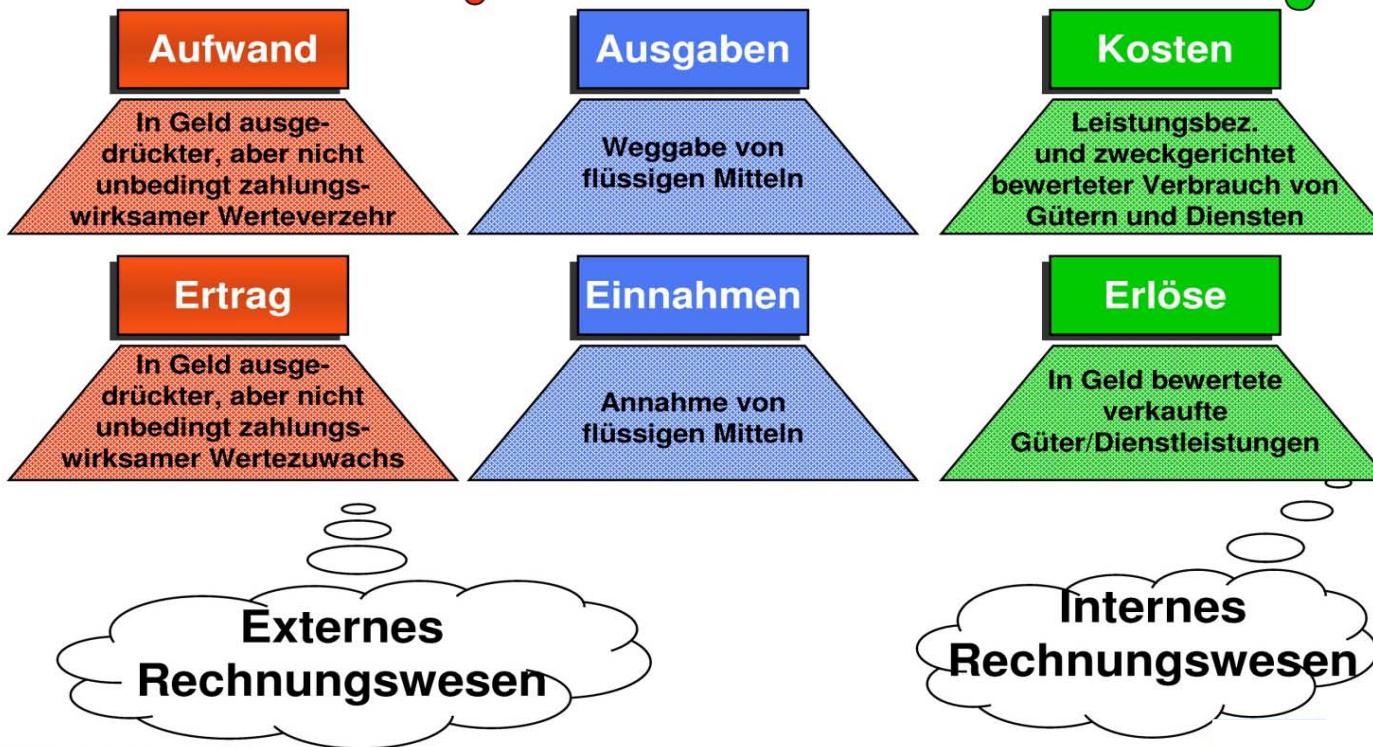 Aufwand
In Geld ausge-
drückter, aber nicht
unbedingt zahlungs-
wirksamer Werteverzehr
Ausgaben
Weggabe von
flüssigen Mitteln
Kosten
Leistungsbez.
und zweckgerichtet
bewerteter Verbrauch von
Gütern und Diensten
Ertrag
In Geld ausge-
drückter, aber nicht
unbedingt zahlungs-
wirksamer Wertezuwachs
Einnahmen
Annahme von
flüssigen Mitteln
Erlöse
In Geld bewertete
verkaufte
Güter/Dienstleistungen
Externes
Rechnungswesen
Internes
Rechnungswesen